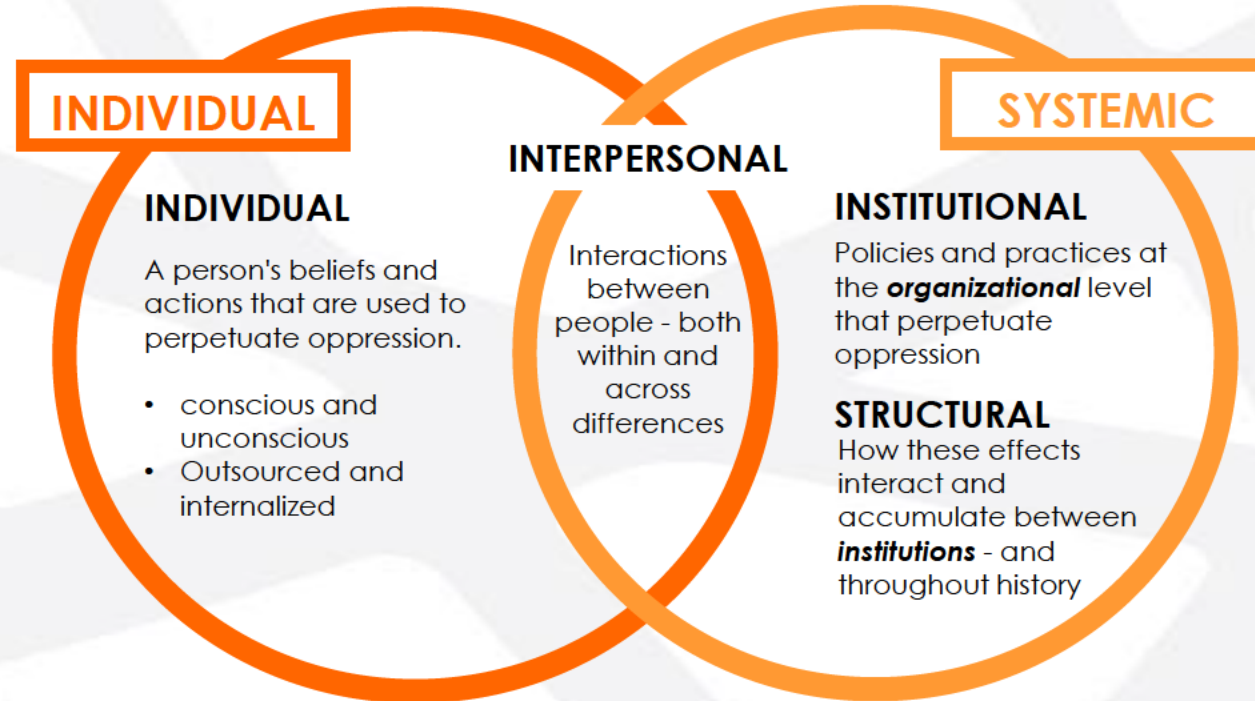 INDIVIDUAL
INDIVIDUAL
A person's beliefs and
actions that are used to
perpetuate oppression.
• conscious and
unconscious
• Outsourced and
internalized
INTERPERSONAL
Interactions
between
people - both
within and
across
differences
SYSTEMIC
INSTITUTIONAL
Policies and practices at
the organizational level
that perpetuate
oppression
STRUCTURAL
How these effects
interact and
accumulate between
institutions - and
throughout history